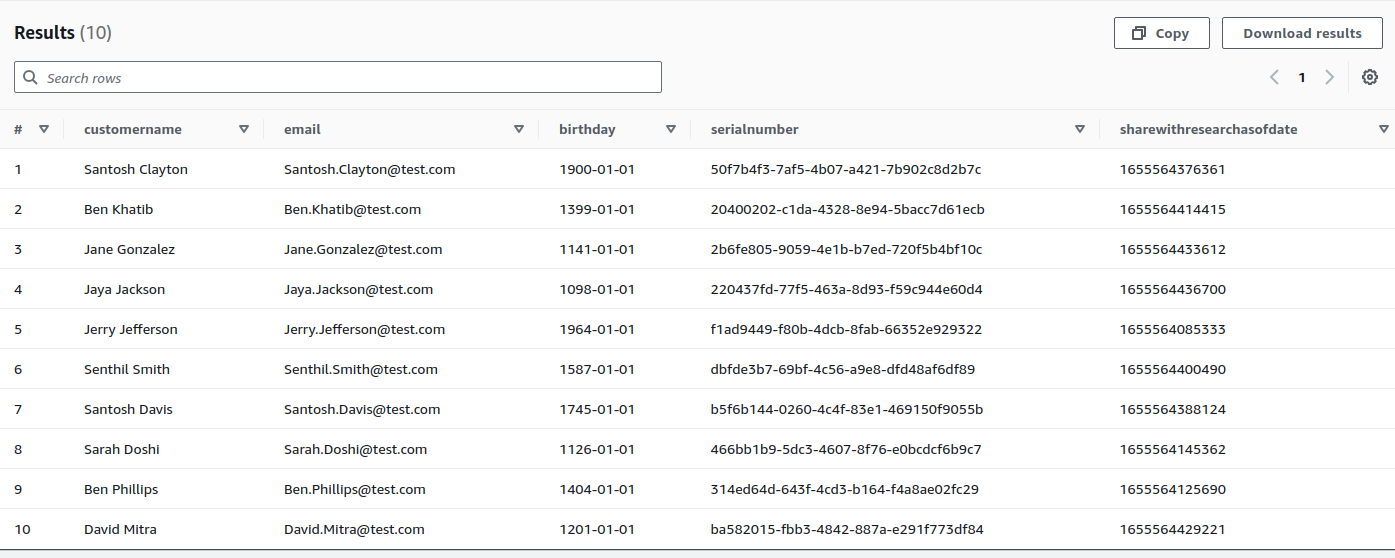 Results (10)
Copy
Download results
Search rows
1
# customername email birthday serialnumber sharewithresearchasofdate
1 Santosh Clayton Santosh.Clayton@test.com 1900-01-01 50f7b4f3-7af5-4b07-a421-7b902c8d2b7c 1655564376361
2 Ben Khatib Ben.Khatib@test.com 1399-01-01 20400202-c1da-4328-8e94-5bacc7d61ecb 1655564414415
3 Jane Gonzalez Jane.Gonzalez@test.com 1141-01-01 2b6fe805-9059-4e1b-b7ed-720f5b4bf10c 1655564433612
4 Jaya Jackson Jaya.Jackson@test.com 1098-01-01 220437fd-77f5-463a-8d93-f59c944e60d4 1655564436700
5 Jerry Jefferson Jerry.Jefferson@test.com 1964-01-01 f1ad9449-f80b-4dcb-8fab-66352e929322 1655564085333
6 Senthil Smith Senthil.Smith@test.com 1587-01-01 dbfde3b7-69bf-4c56-a9e8-dfd48af6df89 1655564400490
7 Santosh Davis Santosh.Davis@test.com 1745-01-01 b5f6b144-0260-4c4f-83e1-469150f9055b 1655564388124
8 Sarah Doshi Sarah.Doshi@test.com 1126-01-01 466bb1b9-5dc3-4607-8f76-e0bcdcf6b9c7 1655564145362
9 Ben Phillips Ben.Phillips@test.com 1404-01-01 314ed64d-643f-4cd3-b164-f4a8ae02fc29 1655564125690
10 David Mitra David.Mitra@test.com 1201-01-01 ba582015-fbb3-4842-887a-e291f773df84 1655564429221